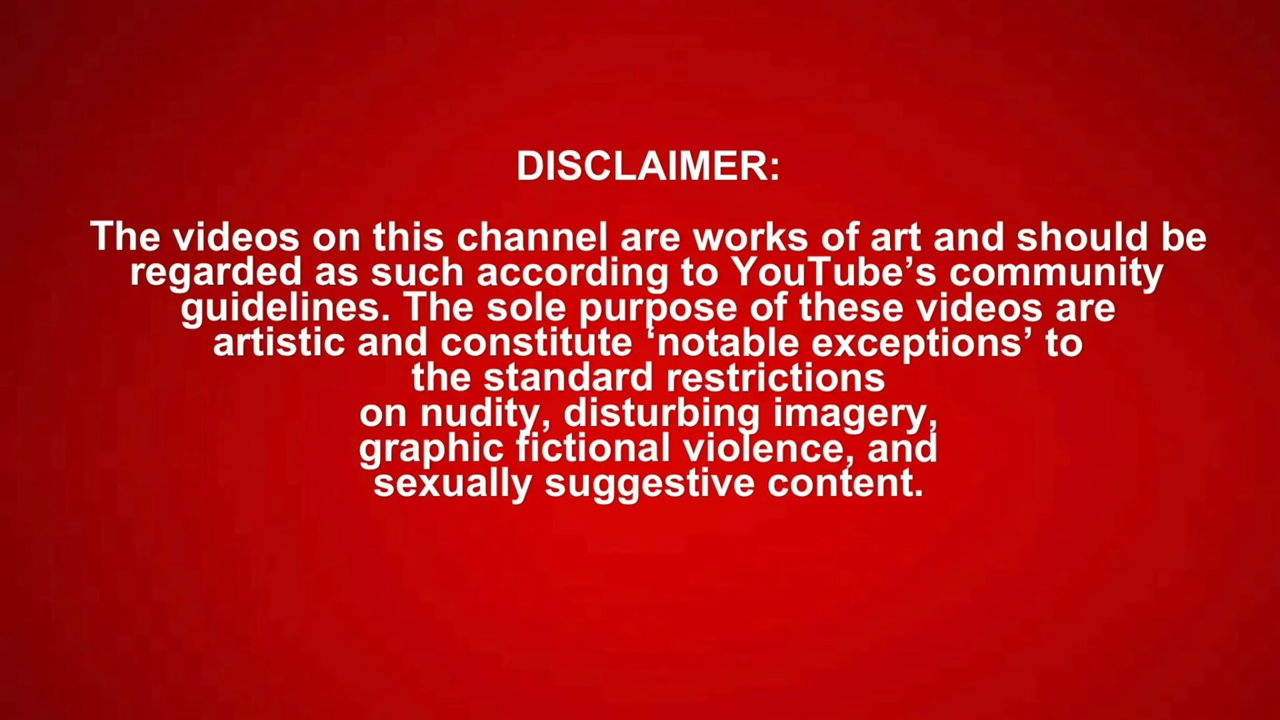 DISCLAIMER:
The videos on this channel are works of art and should be
regarded as such according to YouTube’s community
guidelines. The sole purpose of these videos are
artistic and constitute ‘notable exceptions’ to
the standard restrictions
on nudity, disturbing imagery,
graphic fictional violence, and
sexually suggestive content.